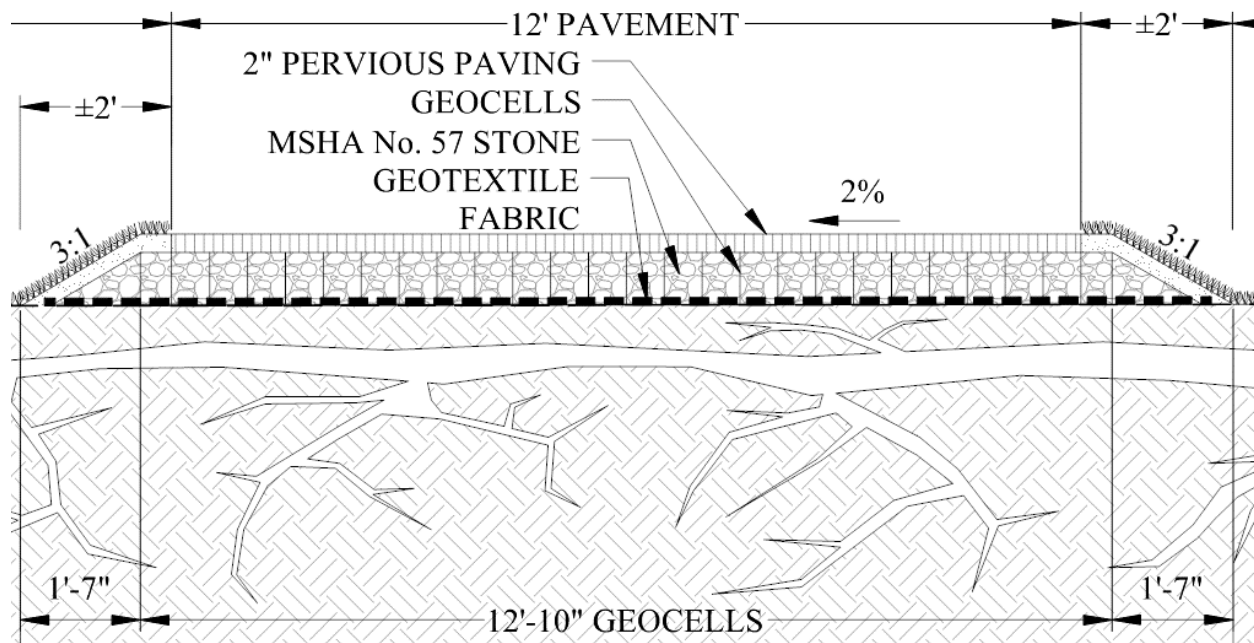 12' PAVEMENT
±2'
2" PERVIOUS PAVING
±2'
GEOCELLS
MSHA No. 57 STONE
GEOTEXTILE
FABRIC
2%
3:1
3:1
1'-7"
12'-10" GEOCELLS
1'-7"